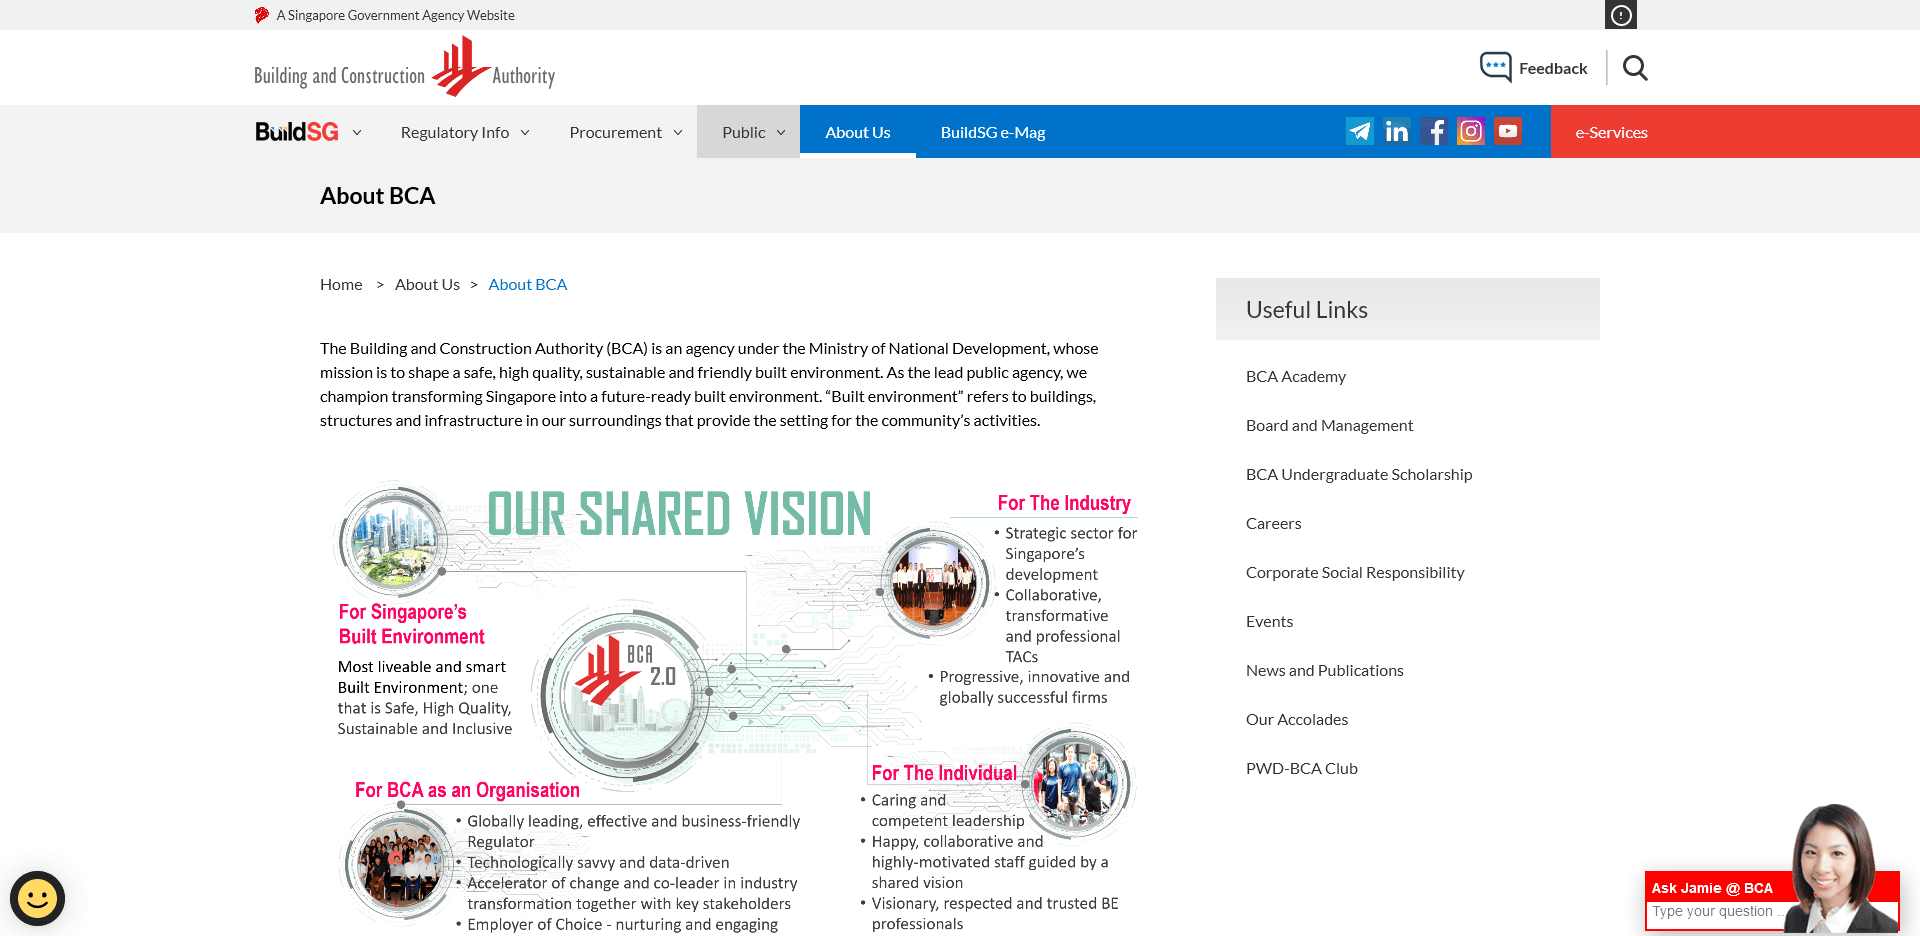 A Singapore Government Agency Website
Building and Construction Authority
Feedback
BuildSG
Regulatory Info
Procurement
Public
About Us
BuildSG e-Mag
e-Services
About BCA
Home > About Us > About BCA
The Building and Construction Authority (BCA) is an agency under the Ministry of National Development, whose
mission is to shape a safe, high quality, sustainable and friendly built environment. As the lead public agency, we
champion transforming Singapore into a future-ready built environment. “Built environment” refers to buildings,
structures and infrastructure in our surroundings that provide the setting for the community’s activities.
OUR SHARED VISION
For Singapore’s
Built Environment
Most liveable and smart
Built Environment; one
that is Safe, High Quality,
Sustainable and Inclusive
BCA
2.0
For The Industry
• Strategic sector for
Singapore’s
development
• Collaborative,
transformative
and professional
TACs
• Progressive, innovative and
globally successful firms
For BCA as an Organisation
• Globally leading, effective and business-friendly
Regulator
• Technologically savvy and data-driven
• Accelerator of change and co-leader in industry
transformation together with key stakeholders
• Employer of Choice - nurturing and engaging
For The Individual
• Caring and
competent leadership
• Happy, collaborative and
highly-motivated staff guided by a
shared vision
• Visionary, respected and trusted BE
professionals
Useful Links
BCA Academy
Board and Management
BCA Undergraduate Scholarship
Careers
Corporate Social Responsibility
Events
News and Publications
Our Accolades
PWD-BCA Club
Ask Jamie @ BCA
Type your question ...